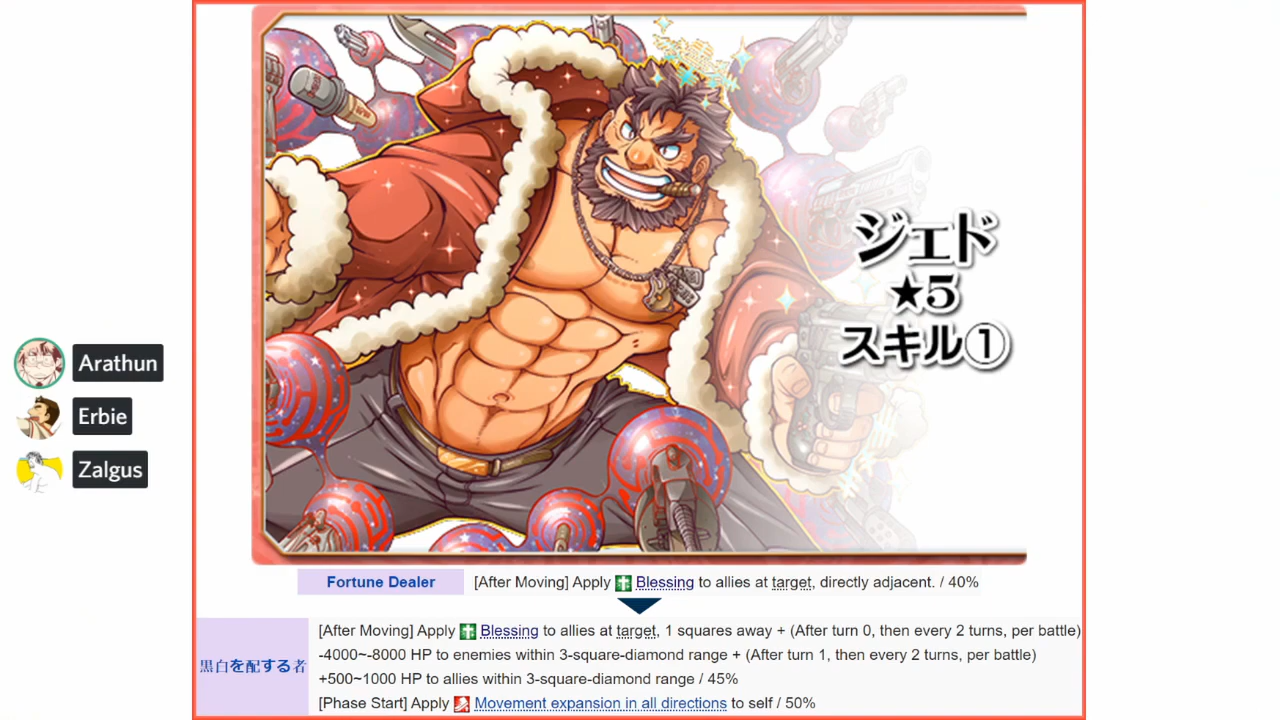 ジェド
★5
スキル①
Arathun
Erbie
Zalgus
Fortune Dealer
[After Moving] Apply Blessing to allies at target, directly adjacent. / 40%
黒白を配する者
[After Moving] Apply Blessing to allies at target, 1 squares away + (After turn 0, then every 2 turns, per battle)
-4000~-8000 HP to enemies within 3-square-diamond range + (After turn 1, then every 2 turns, per battle)
+500~1000 HP to allies within 3-square-diamond range / 45%
[Phase Start] Apply Movement expansion in all directions to self / 50%